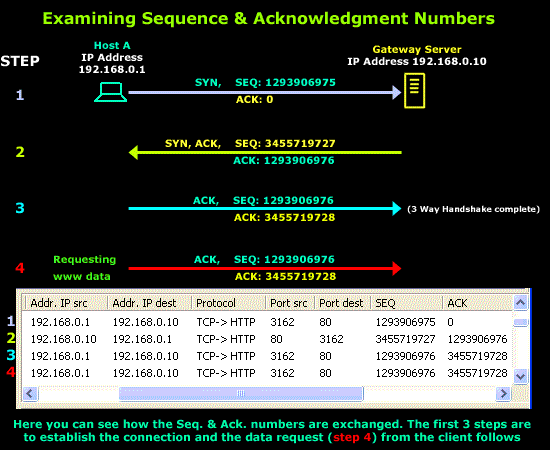 Examining Sequence & Acknowledgment Numbers
Host A
IP Address
192.168.0.1
Gateway Server
IP Address 192.168.0.10
STEP
1
SYN, SEQ: 1293906975
ACK: 0
2
SYN, ACK, SEQ: 3455719727
ACK: 1293906976
3
ACK, SEQ: 1293906976
ACK: 3455719728
(3 Way Handshake complete)
4
Requesting
www data
ACK, SEQ: 1293906976
ACK: 3455719728
Addr. IP src Addr. IP dest Protocol Port src Port dest SEQ ACK
1 192.168.0.1 192.168.0.10 TCP-> HTTP 3162 80 1293906975 0
2 192.168.0.10 192.168.0.1 TCP-> HTTP 80 3162 3455719727 1293906976
3 192.168.0.1 192.168.0.10 TCP-> HTTP 3162 80 1293906976 3455719728
4 192.168.0.1 192.168.0.10 TCP-> HTTP 3162 80 1293906976 3455719728
Here you can see how the Seq. & Ack. numbers are exchanged. The first 3 steps are
to establish the connection and the data request (step 4) from the client follows